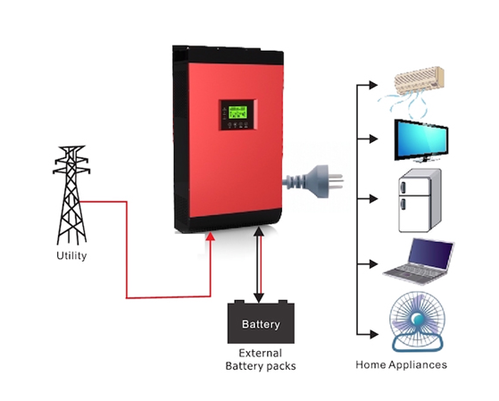 Utility
Battery
External
Battery packs
Home Appliances